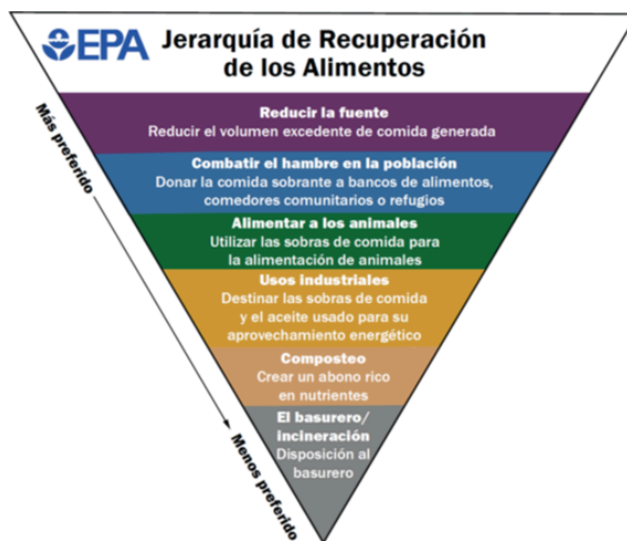 EPA Jerarquía de Recuperación
de los Alimentos
Más preferido
Reducir la fuente
Reducir el volumen excedente de comida generada
Combatir el hambre en la población
Donar la comida sobrante a bancos de alimentos,
comedores comunitarios o refugios
Alimentar a los animales
Utilizar las sobras de comida para
la alimentación de animales
Usos industriales
Destinar las sobras de comida
y el aceite usado para su
aprovechamiento energético
Composteo
Crear un abono rico
en nutrientes
El basurero/
incineración
Disposición al
basurero
Menos preferido